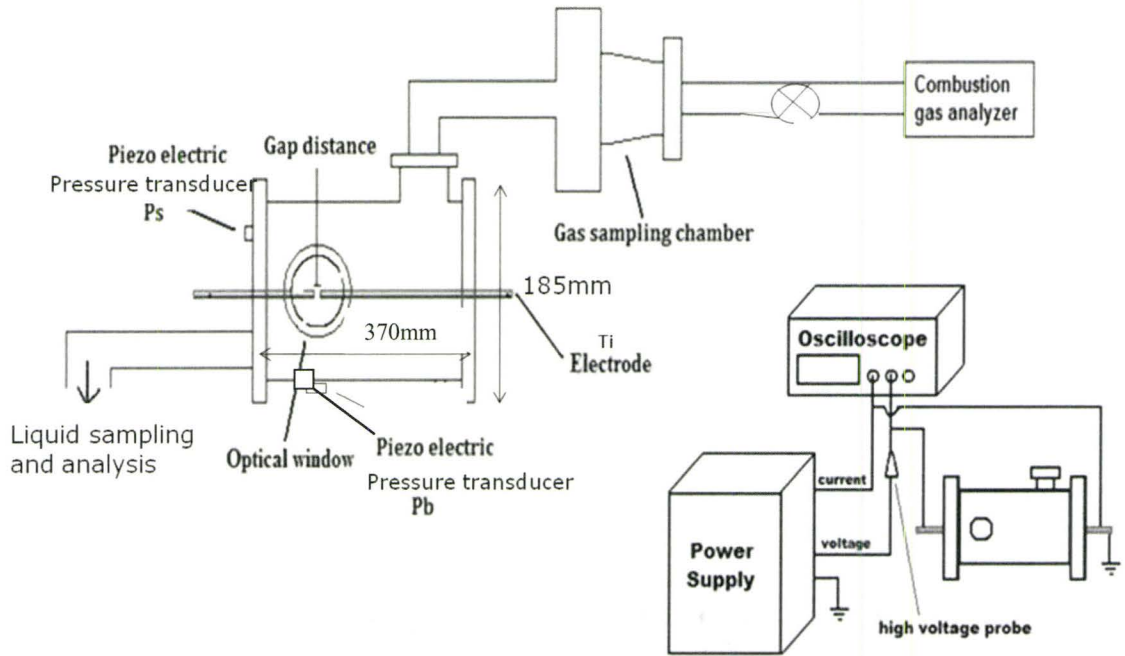 Combustion
gas analyzer
Piezo electric
Pressure transducer
Ps
Gap distance
Gas sampling chamber
185mm
370mm
Ti
Electrode
Liquid sampling
and analysis
Optical window
Piezo electric
Pressure transducer
Pb
Oscilloscope
current
voltage
Power
Supply
high voltage probe